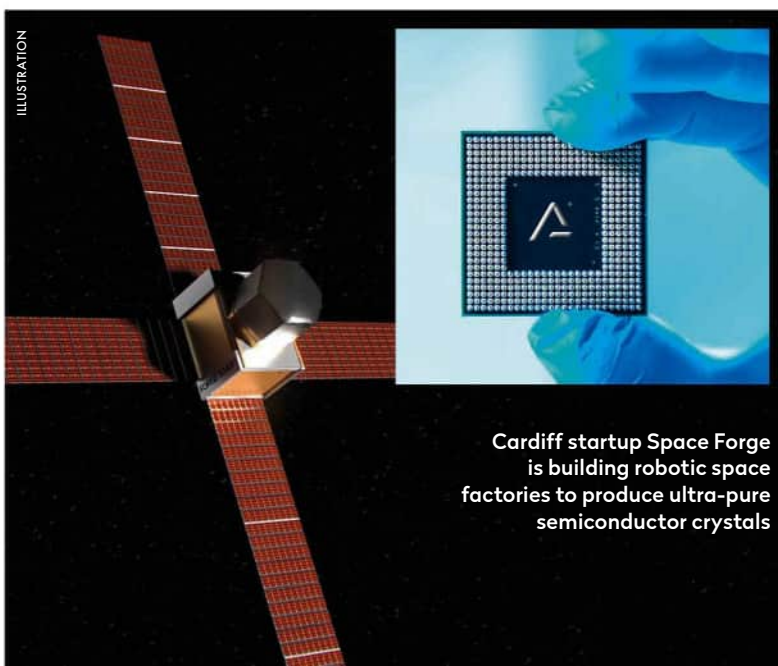 ILLUSTRATION
Cardiff startup Space Forge
is building robotic space
factories to produce ultra-pure
semiconductor crystals